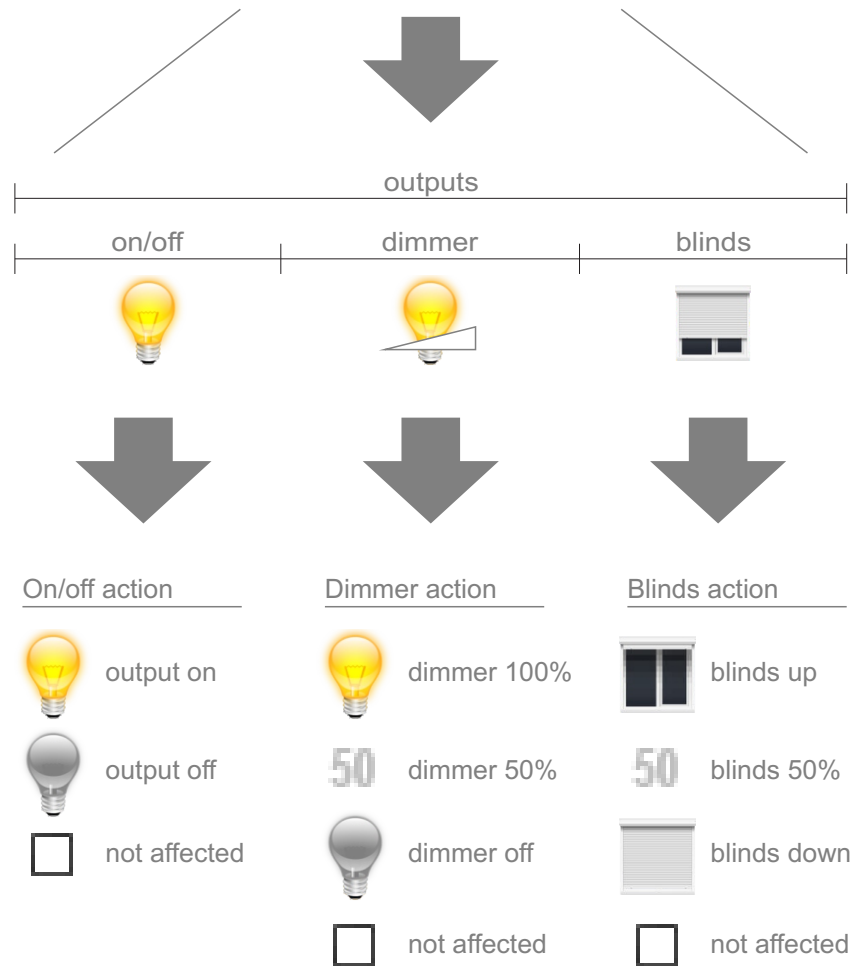 outputs
on/off
dimmer
blinds
On/off action
output on
output off
not affected
Dimmer action
dimmer 100%
50
dimmer 50%
dimmer off
not affected
Blinds action
blinds up
50
blinds 50%
blinds down
not affected